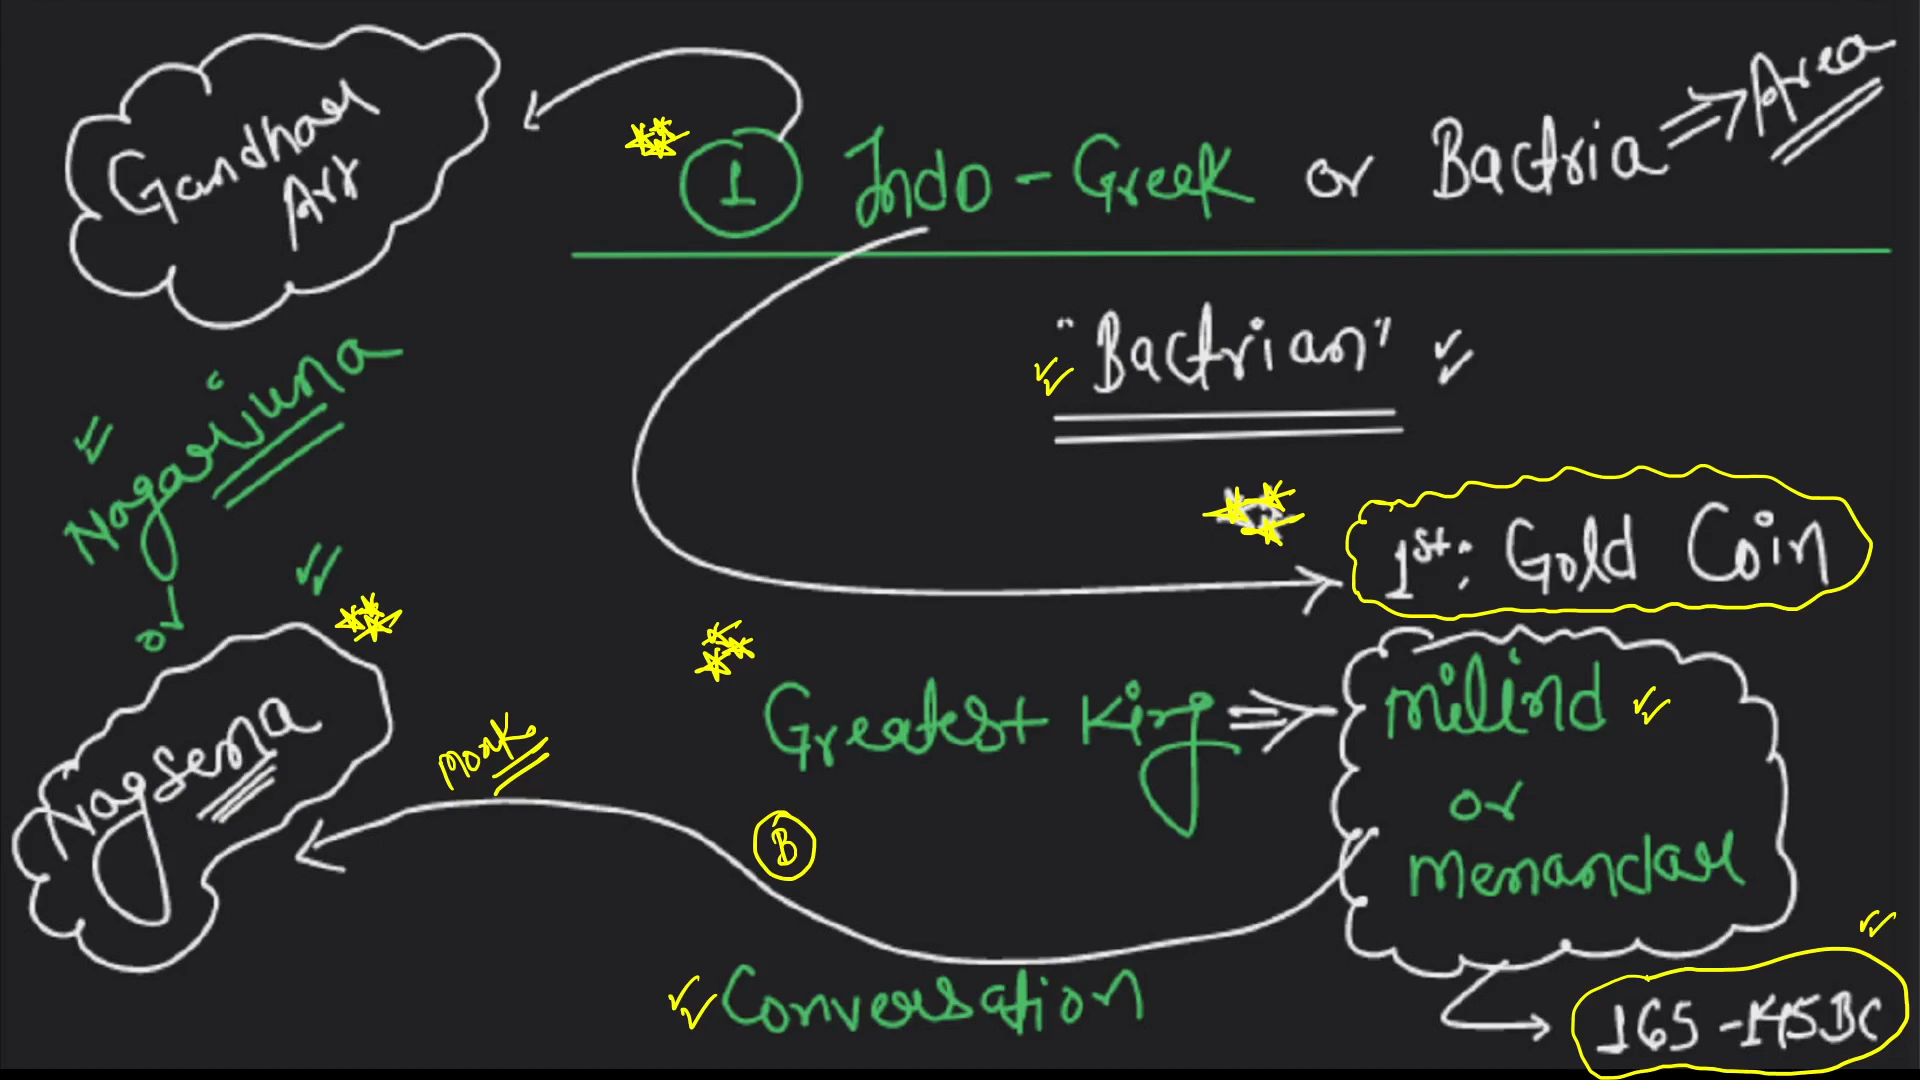 Gandhar
Art
1 Indo-Greek or Bactria ⇒ Area
"Bactrian"
Nagarjuna
or
Nagsena
1st: Gold Coin
Greatest King ⇒ Milind
or
Menandar
Monk
B
Conversation
165-145BC